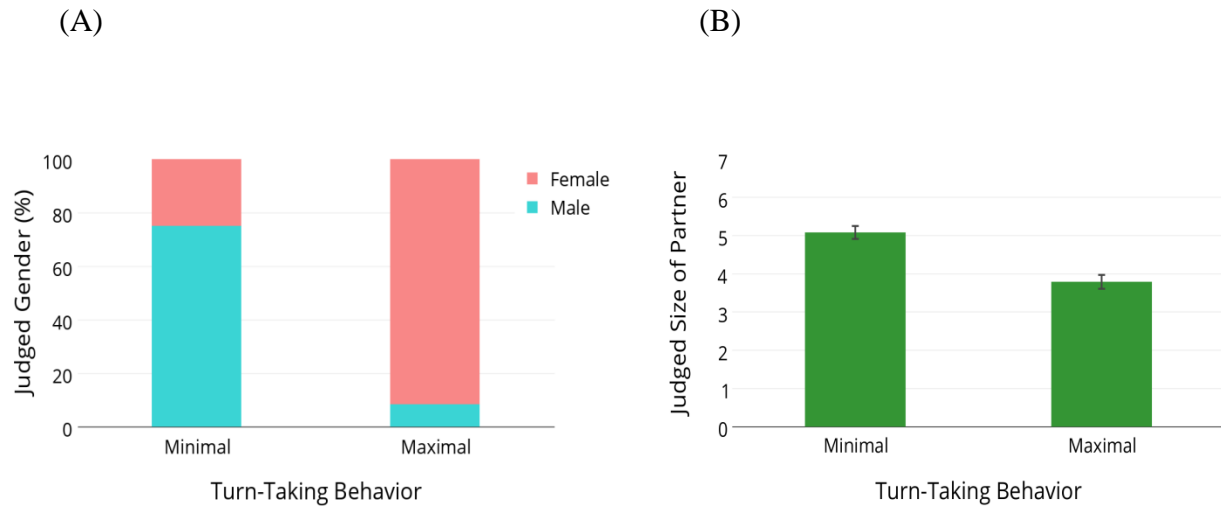 (A)
Judged Gender (%)
100
80
60
40
20
0
Minimal
Maximal
Turn-Taking Behavior
Female
Male
(B)
Judged Size of Partner
7
6
5
4
3
2
1
0
Minimal
Maximal
Turn-Taking Behavior